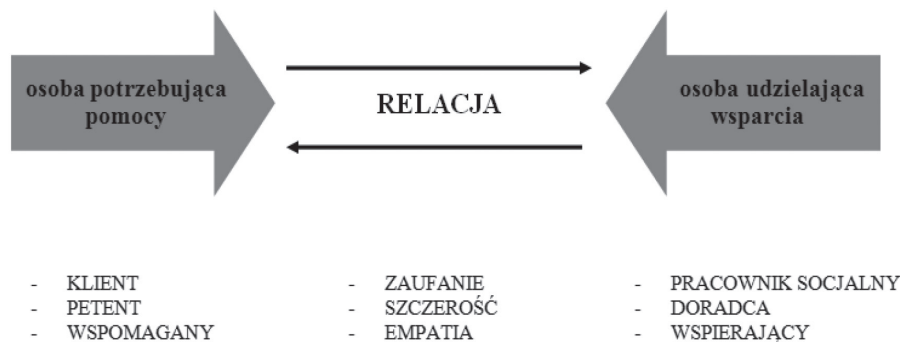 osoba potrzebująca
pomocy
RELACJA
osoba udzielająca
wsparcia
- KLIENT
- PETENT
- WSPOMAGANY
- ZAUFANIE
- SZCZEROŚĆ
- EMPATIA
- PRACOWNIK SOCJALNY
- DORADCA
- WSPIERAJĄCY